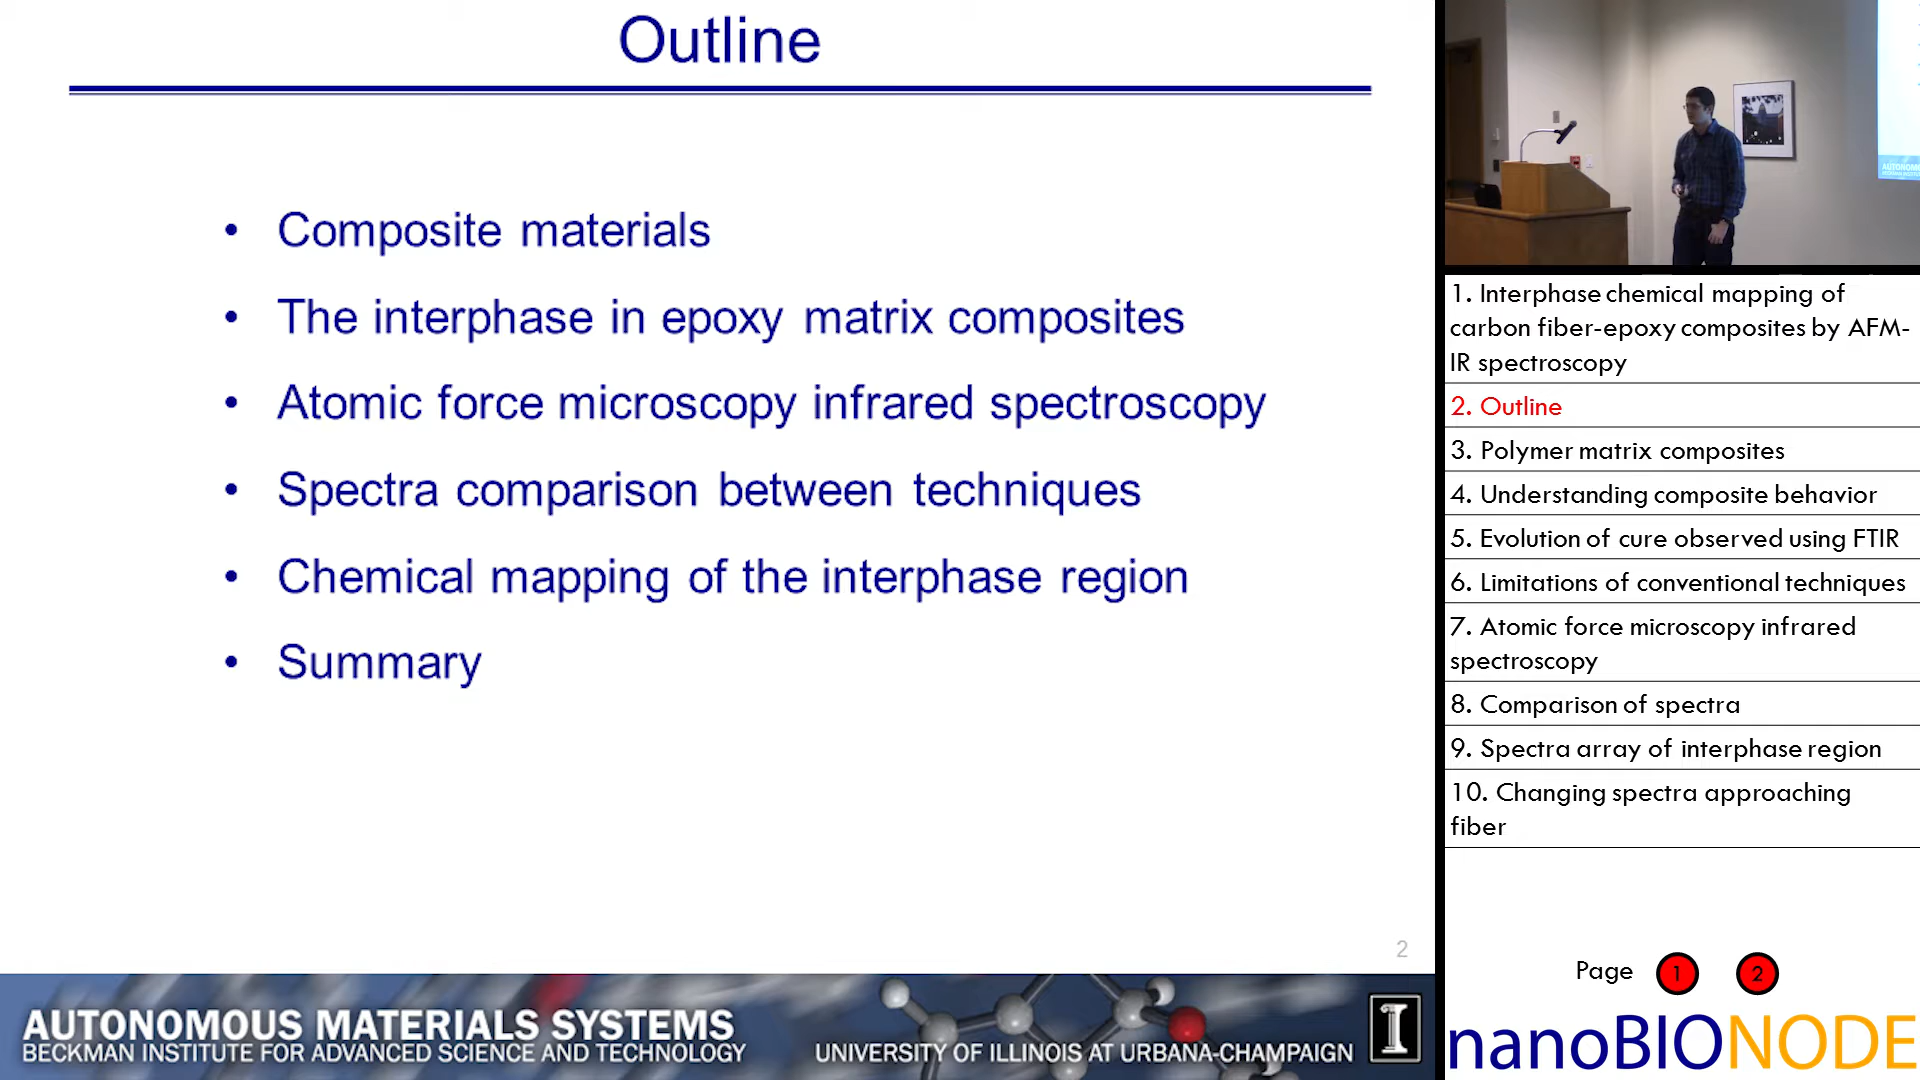 Outline
• Composite materials
• The interphase in epoxy matrix composites
• Atomic force microscopy infrared spectroscopy
• Spectra comparison between techniques
• Chemical mapping of the interphase region
• Summary
2
AUTONOMOUS MATERIALS SYSTEMS
BECKMAN INSTITUTE FOR ADVANCED SCIENCE AND TECHNOLOGY
UNIVERSITY OF ILLINOIS AT URBANA-CHAMPAIGN
I
1. Interphase chemical mapping of
carbon fiber-epoxy composites by AFM-
IR spectroscopy
2. Outline
3. Polymer matrix composites
4. Understanding composite behavior
5. Evolution of cure observed using FTIR
6. Limitations of conventional techniques
7. Atomic force microscopy infrared
spectroscopy
8. Comparison of spectra
9. Spectra array of interphase region
10. Changing spectra approaching
fiber
Page 1 2
nanoBIONODE